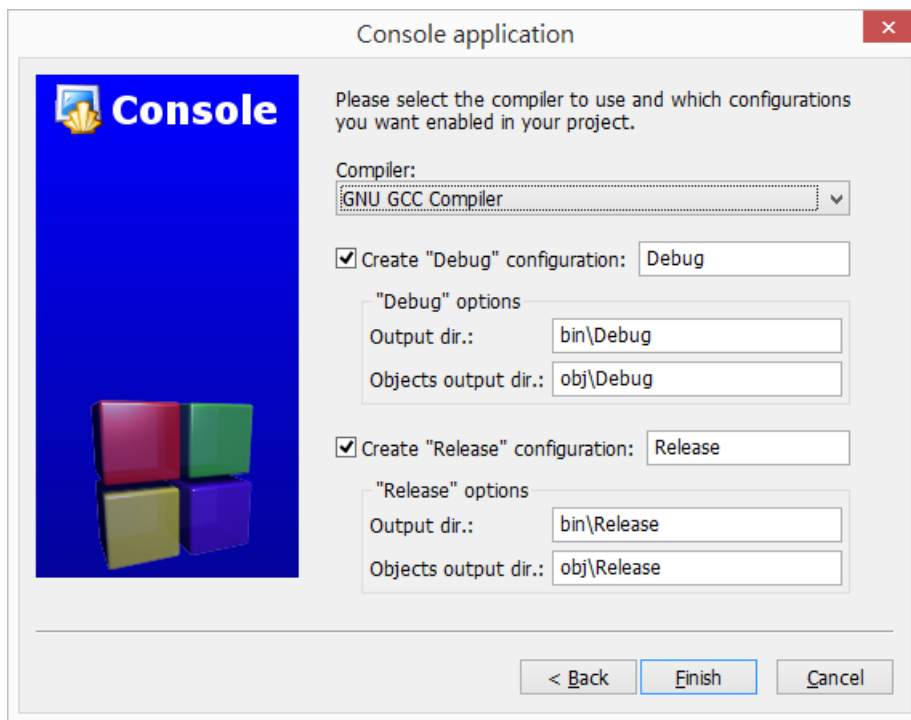 Console application
Console
Please select the compiler to use and which configurations
you want enabled in your project.
Compiler:
GNU GCC Compiler
Create "Debug" configuration: Debug
"Debug" options
Output dir.: bin\Debug
Objects output dir.: obj\Debug
Create "Release" configuration: Release
"Release" options
Output dir.: bin\Release
Objects output dir.: obj\Release
< Back Finish Cancel